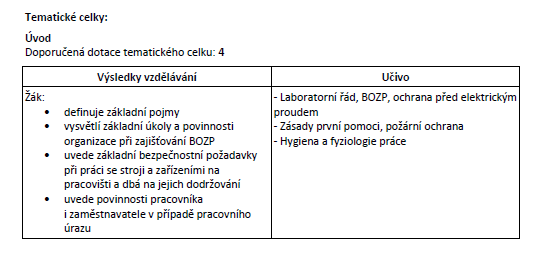 Tematické celky:
Úvod
Doporučená dotace tematického celku: 4
Výsledky vzdělávání
Učivo
Žák:
• definuje základní pojmy
• vysvětlí základní úkoly a povinnosti
organizace při zajišťování BOZP
• uvede základní bezpečnostní požadavky
při práci se stroji a zařízeními na
pracovišti a dbá na jejich dodržování
• uvede povinnosti pracovníka
i zaměstnavatele v případě pracovního
úrazu
- Laboratorní řád, BOZP, ochrana před elektrickým
proudem
- Zásady první pomoci, požární ochrana
- Hygiena a fyziologie práce